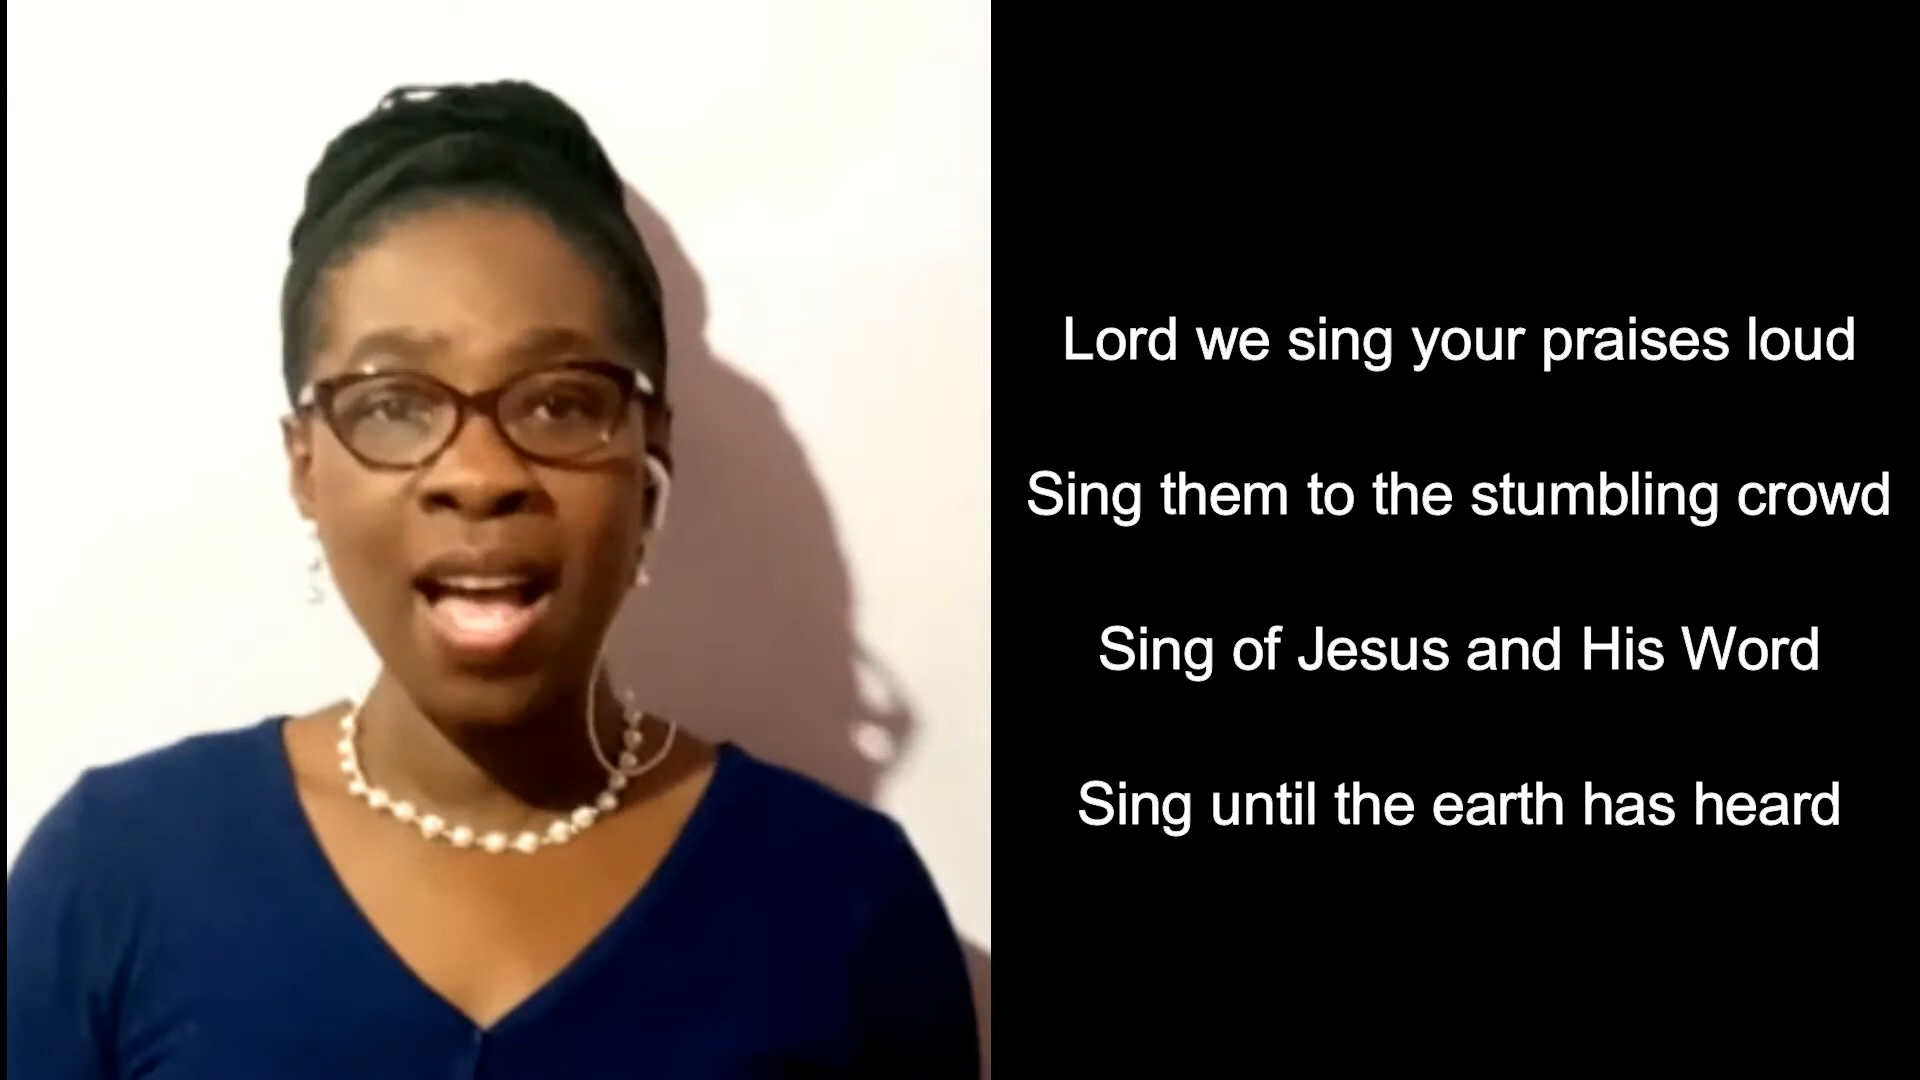 Lord we sing your praises loud
Sing them to the stumbling crowd
Sing of Jesus and His Word
Sing until the earth has heard